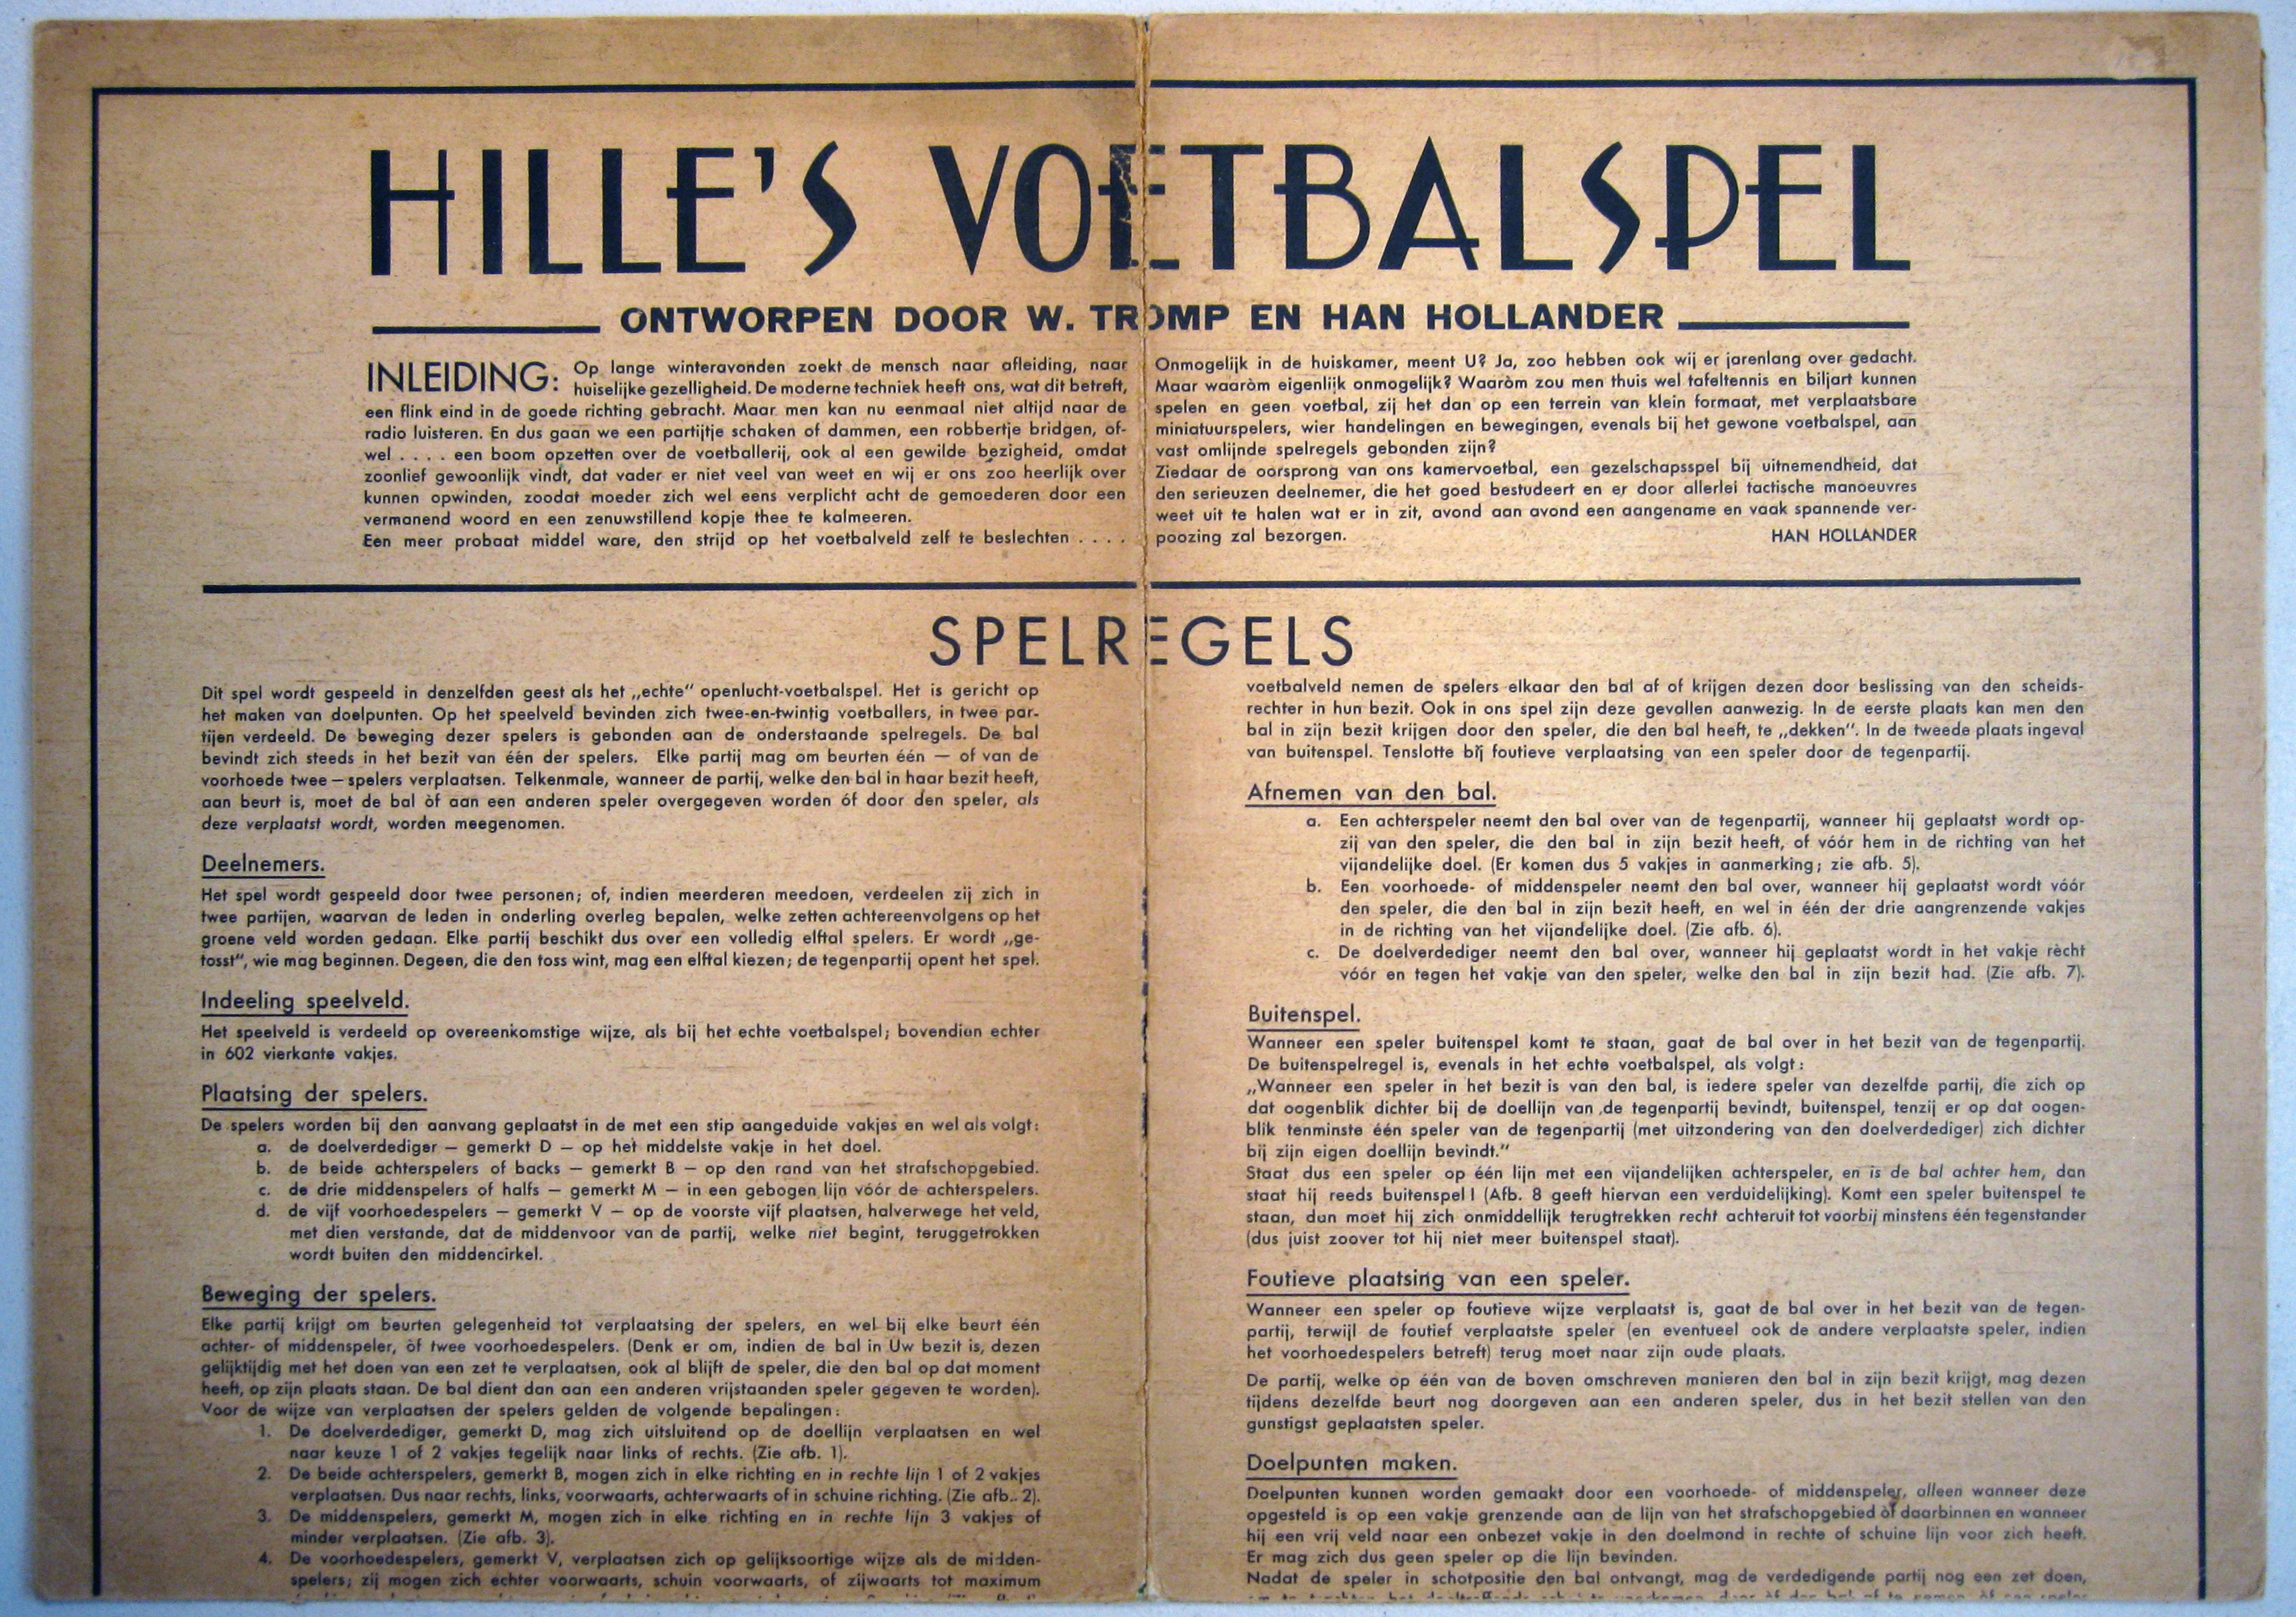 HILLE'S VOETBALSPEL
ONTWORPEN DOOR W. TROMP EN HAN HOLLANDER
INLEIDING: Op lange winteravonden zoekt de mensch naar afleiding, naar
huiselijke gezelligheid. De moderne techniek heeft ons, wat dit betreft,
een flink eind in de goede richting gebracht. Maar men kan nu eenmaal niet altijd naar de
radio luisteren. En dus gaan we een partijtje schaken of dammen, een robbertje bridgen, of-
wel . . . . een boom opzetten over de voetballerij, ook al een gewilde bezigheid, omdat
zoonlief gewoonlijk vindt, dat vader er niet veel van weet en wij er ons zoo heerlijk over
kunnen opwinden, zoodat moeder zich wel eens verplicht acht de gemoederen door een
vermanend woord en een zenuwstillend kopje thee te kalmeeren.
Een meer probaat middel ware, den strijd op het voetbalveld zelf te beslechten . . . .
Onmogelijk in de huiskamer, meent U? Ja, zoo hebben ook wij er jarenlang over gedacht.
Maar waaròm eigenlijk onmogelijk? Waaròm zou men thuis wel tafeltennis en biljart kunnen
spelen en geen voetbal, zij het dan op een terrein van klein formaat, met verplaatsbare
miniatuurspelers, wier handelingen en bewegingen, evenals bij het gewone voetbalspel, aan
vast omlijnde spelregels gebonden zijn?
Ziedaar de oorsprong van ons kamervoetbal, een gezelschapsspel bij uitnemendheid, dat
den serieuzen deelnemer, die het goed bestudeert en er door allerlei tactische manoeuvres
weet uit te halen wat er in zit, avond aan avond een aangename en vaak spannende ver-
poozing zal bezorgen. HAN HOLLANDER
SPELREGELS
Dit spel wordt gespeeld in denzelfden geest als het „echte“ openlucht-voetbalspel. Het is gericht op
het maken van doelpunten. Op het speelveld bevinden zich twee-en-twintig voetballers, in twee par-
tijen verdeeld. De beweging dezer spelers is gebonden aan de onderstaande spelregels. De bal
bevindt zich steeds in het bezit van één der spelers. Elke partij mag om beurten één — of van de
voorhoede twee — spelers verplaatsen. Telkenmale, wanneer de partij, welke den bal in haar bezit heeft,
aan beurt is, moet de bal òf aan een anderen speler overgegeven worden óf door den speler, als
deze verplaatst wordt, worden meegenomen.
Deelnemers.
Het spel wordt gespeeld door twee personen; of, indien meerderen meedoen, verdeelen zij zich in
twee partijen, waarvan de leden in onderling overleg bepalen, welke zetten achtereenvolgens op het
groene veld worden gedaan. Elke partij beschikt dus over een volledig elftal spelers. Er wordt „ge-
tosst“, wie mag beginnen. Degeen, die den toss wint, mag een elftal kiezen; de tegenpartij opent het spel.
Indeeling speelveld.
Het speelveld is verdeeld op overeenkomstige wijze, als bij het echte voetbalspel; bovendien echter
in 602 vierkante vakjes.
Plaatsing der spelers.
De spelers worden bij den aanvang geplaatst in de met een stip aangeduide vakjes en wel als volgt:
a. de doelverdediger — gemerkt D — op het middelste vakje in het doel.
b. de beide achterspelers of backs — gemerkt B — op den rand van het strafschopgebied.
c. de drie middenspelers of halfs — gemerkt M — in een gebogen lijn vóór de achterspelers.
d. de vijf voorhoedespelers — gemerkt V — op de voorste vijf plaatsen, halverwege het veld,
met dien verstande, dat de middenvoor van de partij, welke niet begint, teruggetrokken
wordt buiten den middencirkel.
Beweging der spelers.
Elke partij krijgt om beurten gelegenheid tot verplaatsing der spelers, en wel bij elke beurt één
achter- of middenspeler, òf twee voorhoedespelers. (Denk er om, indien de bal in Uw bezit is, dezen
gelijktijdig met het doen van een zet te verplaatsen, ook al blijft de speler, die den bal op dat moment
heeft, op zijn plaats staan. De bal dient dan aan een anderen vrijstaanden speler gegeven te worden).
Voor de wijze van verplaatsen der spelers gelden de volgende bepalingen:
1. De doelverdediger, gemerkt D, mag zich uitsluitend op de doellijn verplaatsen en wel
naar keuze 1 of 2 vakjes tegelijk naar links of rechts. (Zie afb. 1).
2. De beide achterspelers, gemerkt B, mogen zich in elke richting en in rechte lijn 1 of 2 vakjes
verplaatsen. Dus naar rechts, links, voorwaarts, achterwaarts of in schuine richting. (Zie afb. 2).
3. De middenspelers, gemerkt M, mogen zich in elke richting en in rechte lijn 3 vakjes of
minder verplaatsen. (Zie afb. 3).
4. De voorhoedespelers, gemerkt V, verplaatsen zich op gelijksoortige wijze als de midden-
spelers; zij mogen zich echter voorwaarts, schuin voorwaarts, of zijwaarts tot maximum
voetbalveld nemen de spelers elkaar den bal af of krijgen dezen door beslissing van den scheids-
rechter in hun bezit. Ook in ons spel zijn deze gevallen aanwezig. In de eerste plaats kan men den
bal in zijn bezit krijgen door den speler, die den bal heeft, te „dekken“. In de tweede plaats ingeval
van buitenspel. Tenslotte bij foutieve verplaatsing van een speler door de tegenpartij.
Afnemen van den bal.
a. Een achterspeler neemt den bal over van de tegenpartij, wanneer hij geplaatst wordt op-
zij van den speler, die den bal in zijn bezit heeft, of vóór hem in de richting van het
vijandelijke doel. (Er komen dus 5 vakjes in aanmerking; zie afb. 5).
b. Een voorhoede- of middenspeler neemt den bal over, wanneer hij geplaatst wordt vóór
den speler, die den bal in zijn bezit heeft, en wel in één der drie aangrenzende vakjes
in de richting van het vijandelijke doel. (Zie afb. 6).
c. De doelverdediger neemt den bal over, wanneer hij geplaatst wordt in het vakje rècht
vóór en tegen het vakje van den speler, welke den bal in zijn bezit had. (Zie afb. 7).
Buitenspel.
Wanneer een speler buitenspel komt te staan, gaat de bal over in het bezit van de tegenpartij.
De buitenspelregel is, evenals in het echte voetbalspel, als volgt:
„Wanneer een speler in het bezit is van den bal, is iedere speler van dezelfde partij, die zich op
dat oogenblik dichter bij de doellijn van de tegenpartij bevindt, buitenspel, tenzij er op dat oogen-
blik tenminste één speler van de tegenpartij (met uitzondering van den doelverdediger) zich dichter
bij zijn eigen doellijn bevindt.“
Staat dus een speler op één lijn met een vijandelijken achterspeler, en is de bal achter hem, dan
staat hij reeds buitenspel! (Afb. 8 geeft hiervan een verduidelijking). Komt een speler buitenspel te
staan, dan moet hij zich onmiddellijk terugtrekken recht achteruit tot voorbij minstens één tegenstander
(dus juist zoover tot hij niet meer buitenspel staat).
Foutieve plaatsing van een speler.
Wanneer een speler op foutieve wijze verplaatst is, gaat de bal over in het bezit van de tegen-
partij, terwijl de foutief verplaatste speler (en eventueel ook de andere verplaatste speler, indien
het voorhoedespelers betreft) terug moet naar zijn oude plaats.
De partij, welke op één van de boven omschreven manieren den bal in zijn bezit krijgt, mag dezen
tijdens dezelfde beurt nog doorgeven aan een anderen speler, dus in het bezit stellen van den
gunstigst geplaatsten speler.
Doelpunten maken.
Doelpunten kunnen worden gemaakt door een voorhoede- of middenspeler, alleen wanneer deze
opgesteld is op een vakje grenzende aan de lijn van het strafschopgebied òf daarbinnen en wanneer
hij een vrij veld naar een onbezet vakje in den doelmond in rechte of schuine lijn voor zich heeft.
Er mag zich dus geen speler op die lijn bevinden.
Nadat de speler in schotpositie den bal ontvangt, mag de verdedigende partij nog een zet doen,